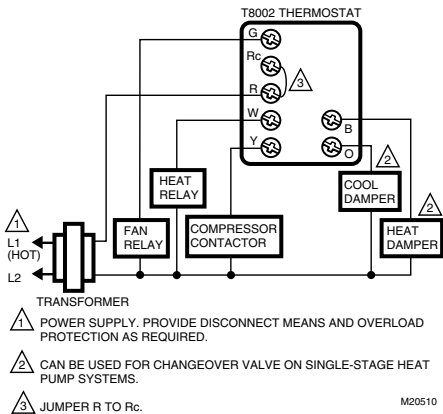 T8002 THERMOSTAT
G
Rc
R
3
W
Y
B
O
2
HEAT
RELAY
COOL
DAMPER
2
1
L1
(HOT)
L2
FAN
RELAY
COMPRESSOR
CONTACTOR
HEAT
DAMPER
TRANSFORMER
1 POWER SUPPLY. PROVIDE DISCONNECT MEANS AND OVERLOAD
PROTECTION AS REQUIRED.
2 CAN BE USED FOR CHANGEOVER VALVE ON SINGLE-STAGE HEAT
PUMP SYSTEMS.
3 JUMPER R TO Rc.
M20510